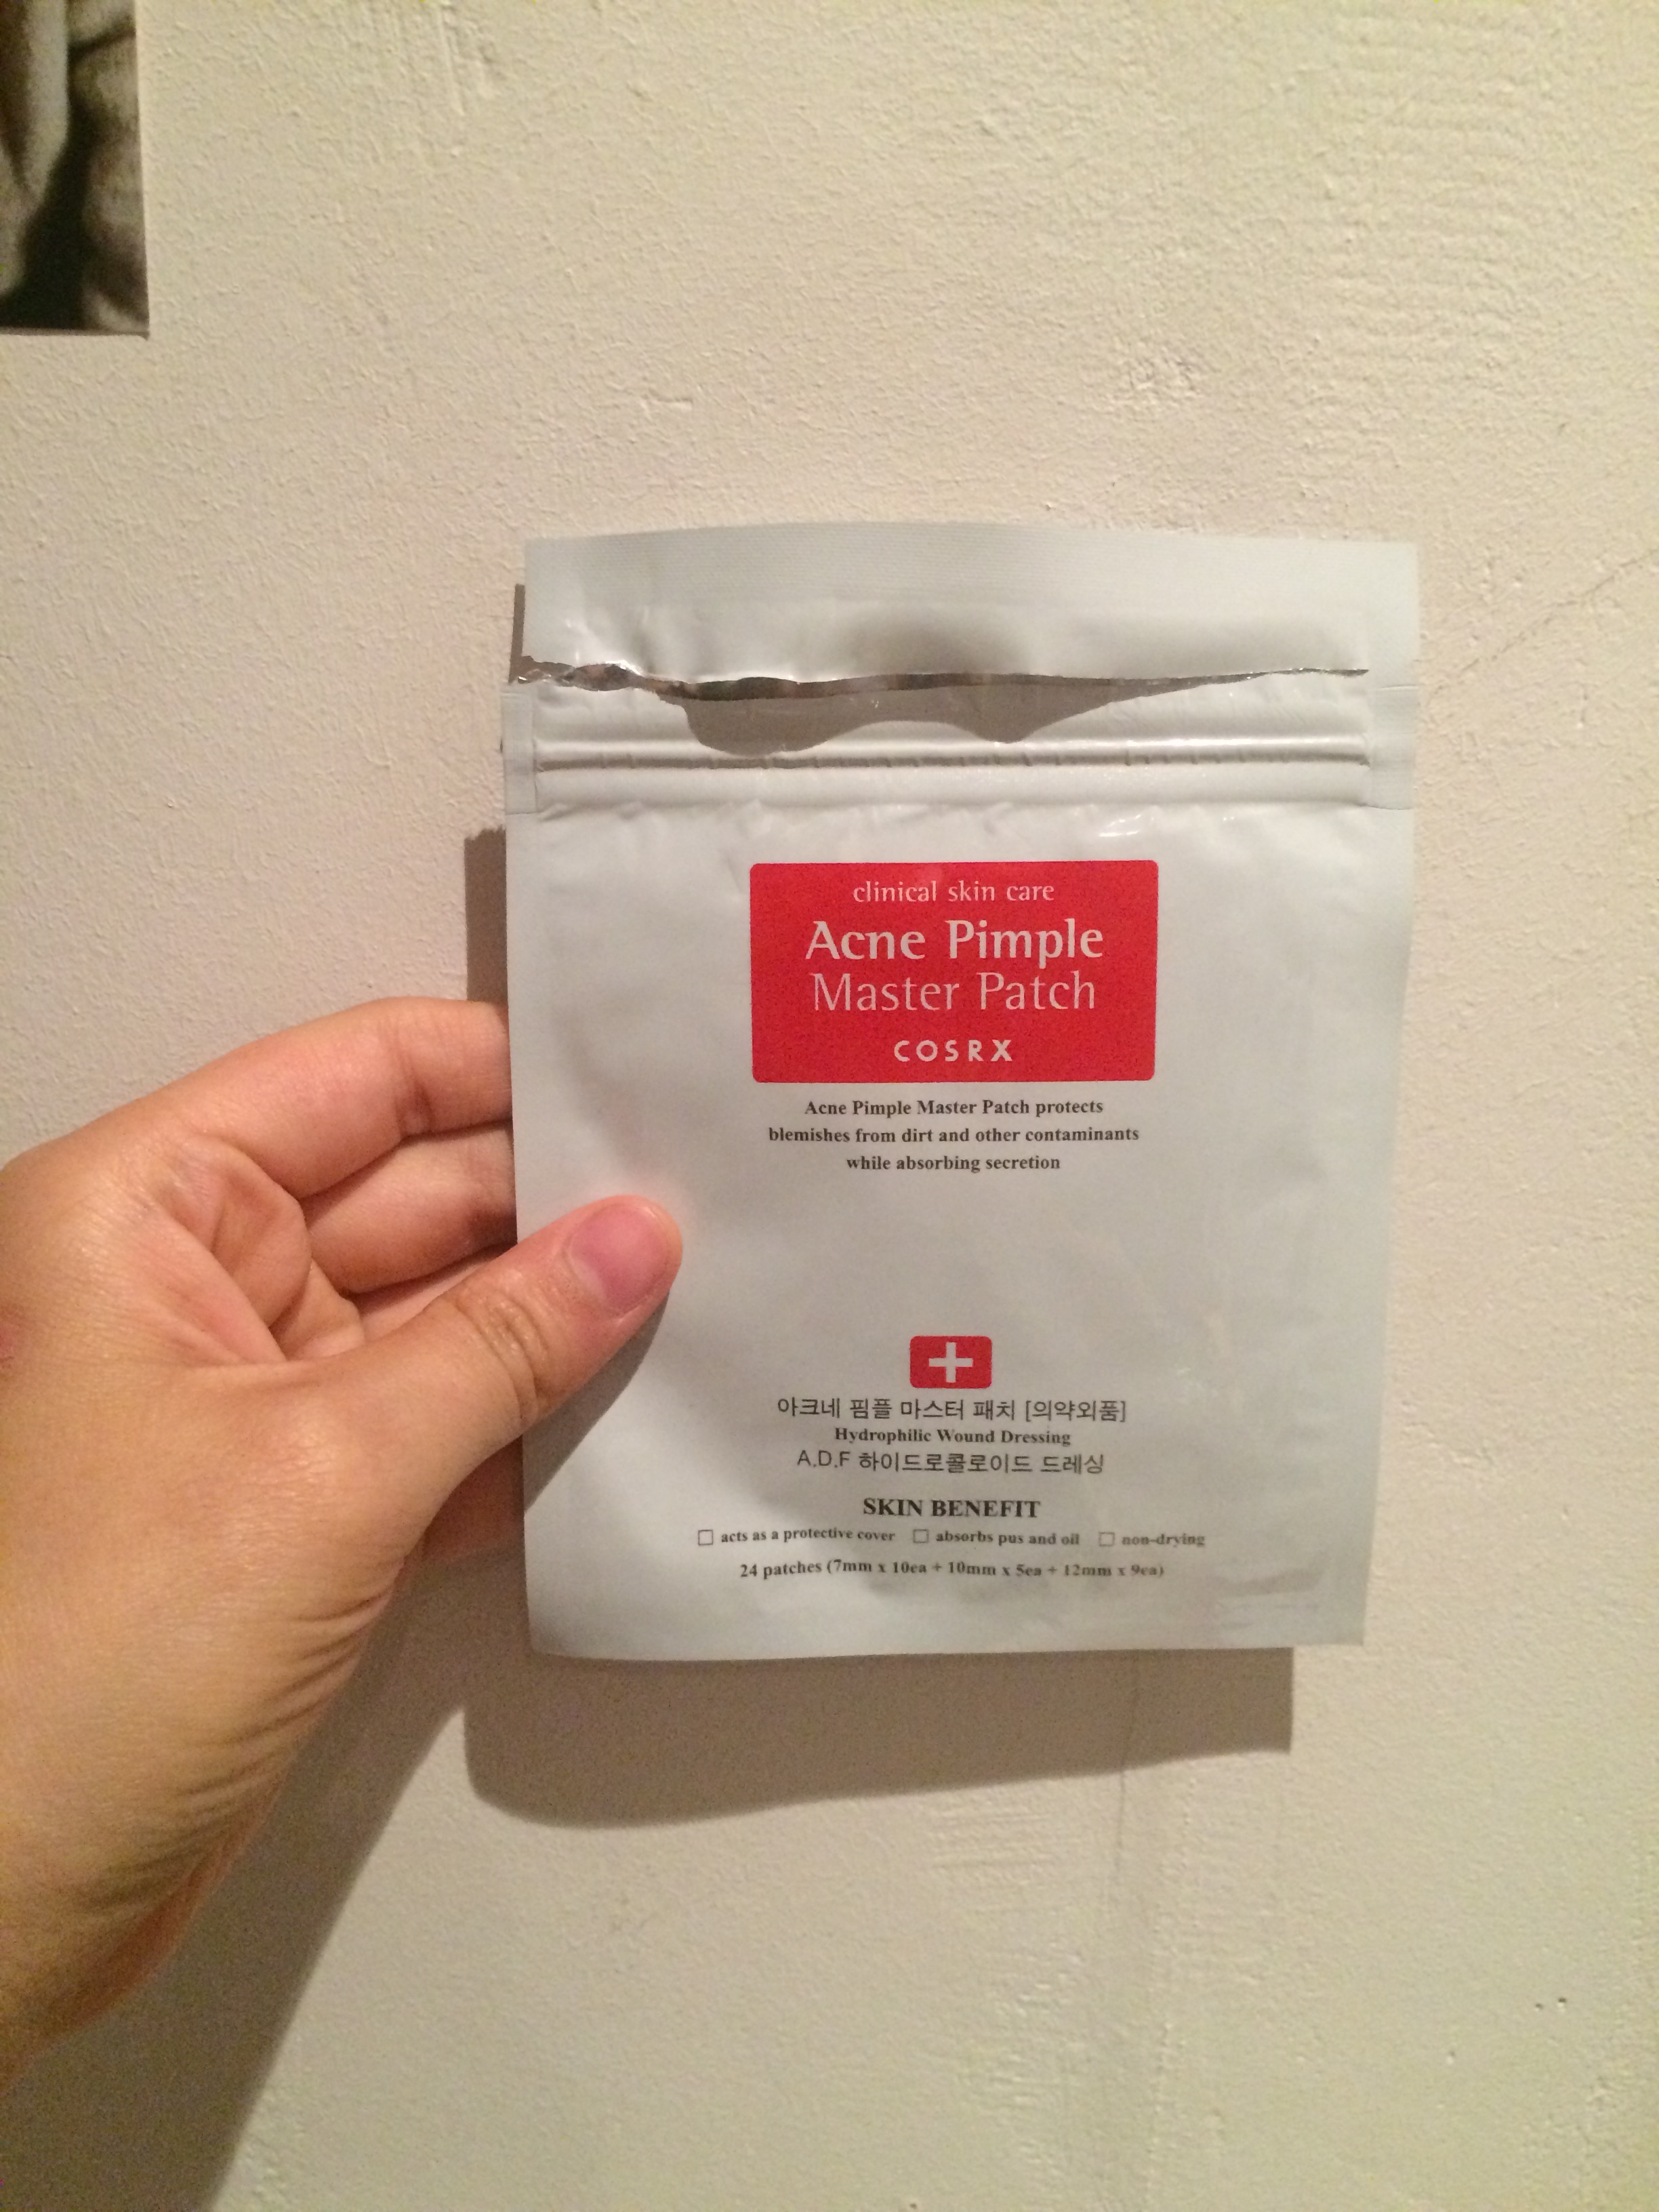 clinical skin care
Acne Pimple
Master Patch
COSRX
Acne Pimple Master Patch protects
blemishes from dirt and other contaminants
while absorbing secretion
아크네 핌플 마스터 패치 [의약외품]
Hydrophilic Wound Dressing
A.D.F 하이드로콜로이드 드레싱
SKIN BENEFIT
☐ acts as a protective cover ☐ absorbs pus and oil ☐ non-drying
24 patches (7mm x 10ea + 10mm x 5ea + 12mm x 9ea)